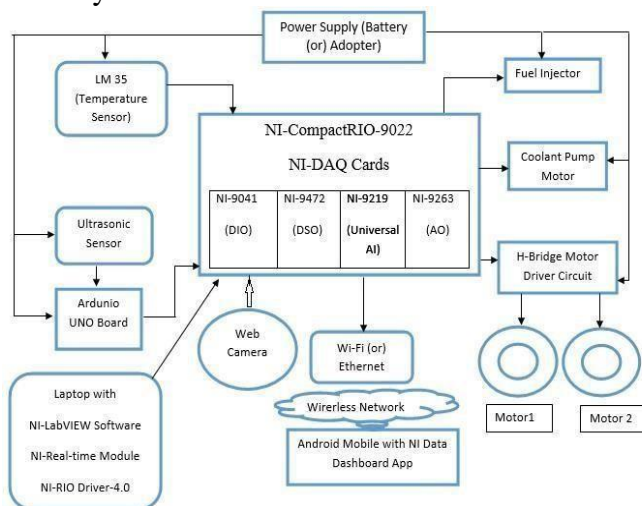 Power Supply (Battery
(or) Adopter)
LM 35
(Temperature
Sensor)
Fuel Injector
NI-CompactRIO-9022
NI-DAQ Cards
NI-9041
(DIO)
NI-9472
(DSO)
NI-9219
(Universal
AI)
NI-9263
(AO)
Coolant Pump
Motor
Ultrasonic
Sensor
H-Bridge Motor
Driver Circuit
Ardunio
UNO Board
Web
Camera
Wi-Fi (or)
Ethernet
Laptop with
NI-LabVIEW Software
NI-Real-time Module
NI-RIO Driver-4.0
Wirerless Network
Android Mobile with NI Data
Dashboard App
Motor1
Motor 2